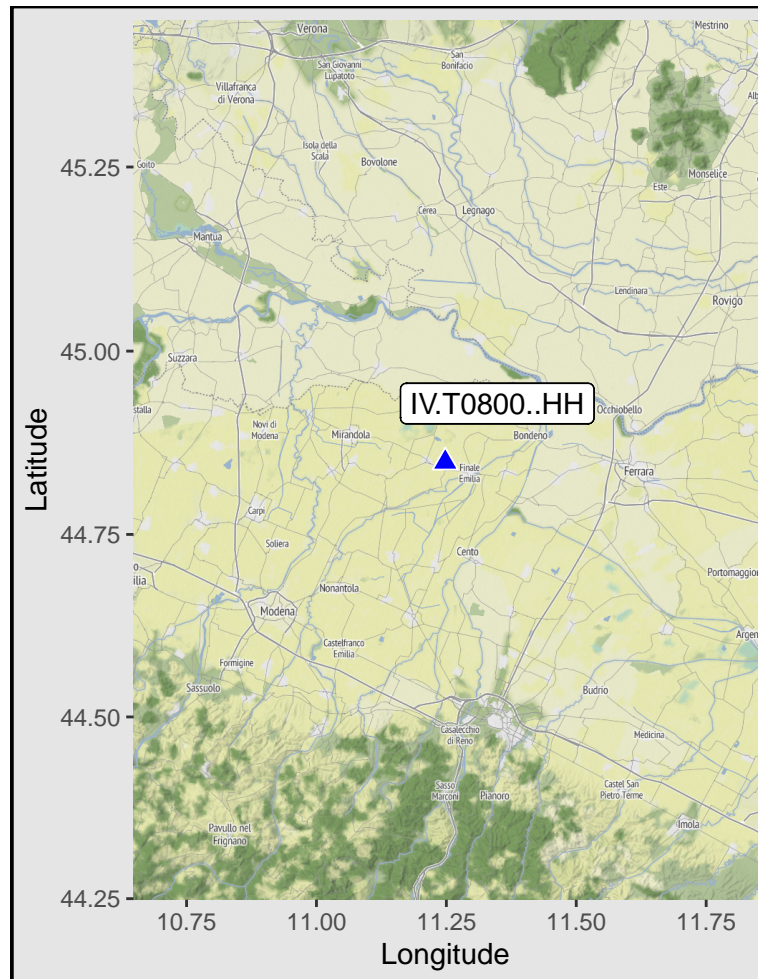 Verona
Mestrino
San Giovanni
Lupatoto
San
Bonifacio
Villafranca
di Verona
Isola della
Scala
Bovolone
45.25
Goito
Monselice
Este
Cerea
Legnago
Mantua
Lendinara
Rovigo
45.00
Suzzara
IV.T0800..HH
Occhiobello
Novi di
Modena
Mirandola
Bondeno
Finale
Emilia
Ferrara
Latitude
Carpi
Soliera
44.75
Cento
Portomaggior
Nonantola
Modena
Castelfranco
Emilia
Argen
Formigine
Sassuolo
Budrio
44.50
Casalecchio
di Reno
Medicina
Sasso
Marconi
Pianoro
Castel San
Pietro Terme
Imola
Pavullo nel
Frignano
44.25
10.75 11.00 11.25 11.50 11.75
Longitude